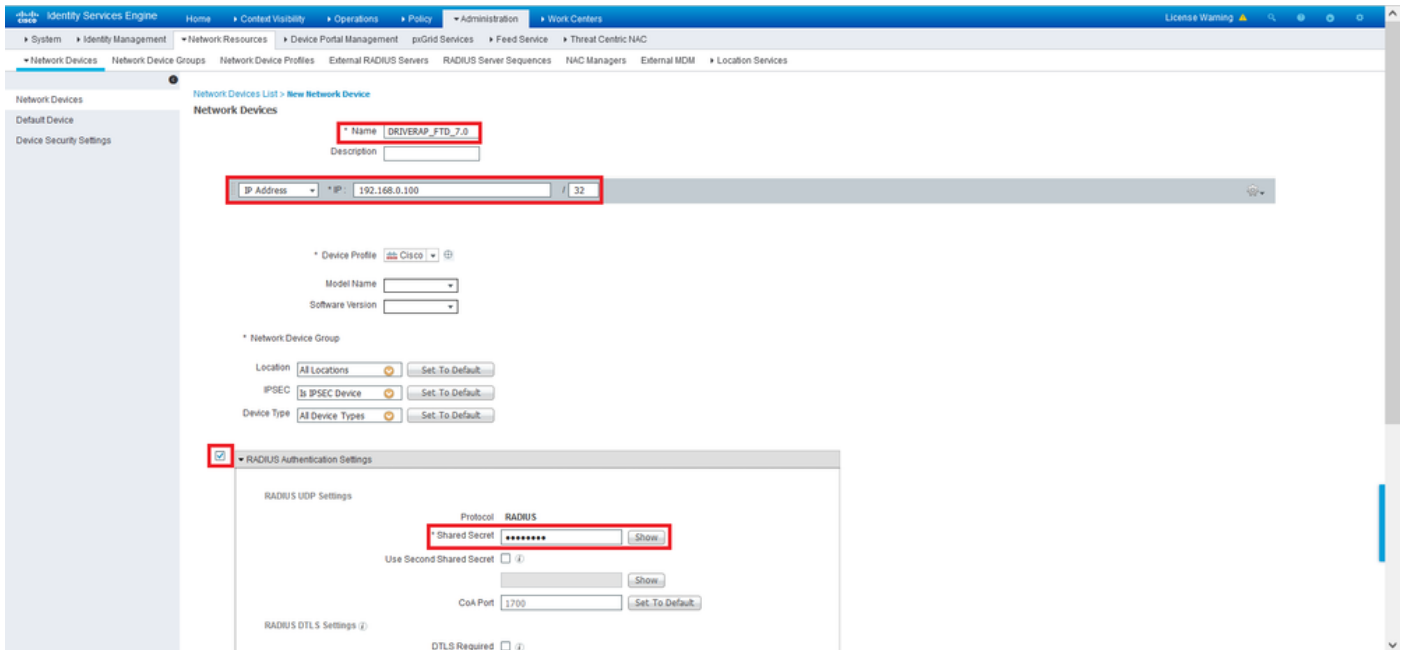 cisco Identity Services Engine Home Context Visibility Operations Policy Administration Work Centers License Warning
System Identity Management Network Resources Device Portal Management pxGrid Services Feed Service Threat Centric NAC
Network Devices Network Device Groups Network Device Profiles External RADIUS Servers RADIUS Server Sequences NAC Managers External MDM Location Services
Network Devices
Default Device
Device Security Settings
Network Devices List > New Network Device
Network Devices
* Name DRIVERAP_FTD_7.0
Description
IP Address * IP : 192.168.0.100 / 32
* Device Profile Cisco
Model Name
Software Version
* Network Device Group
Location All Locations Set To Default
IPSEC Is IPSEC Device Set To Default
Device Type All Device Types Set To Default
RADIUS Authentication Settings
RADIUS UDP Settings
Protocol RADIUS
* Shared Secret •••••••• Show
Use Second Shared Secret i
Show
CoA Port 1700 Set To Default
RADIUS DTLS Settings i
DTLS Required i